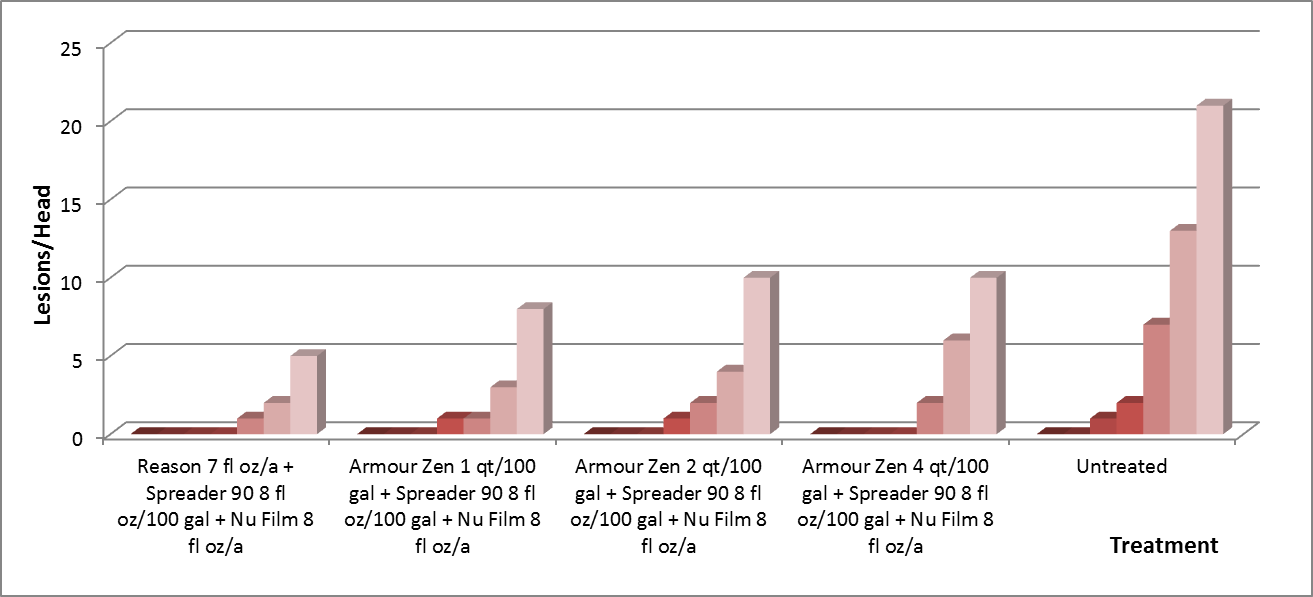 25
20
15
10
5
0
Lesions/Head
Reason 7 fl oz/a +
Spreader 90 8 fl
oz/100 gal + Nu Film 8
fl oz/a
Armour Zen 1 qt/100
gal + Spreader 90 8 fl
oz/100 gal + Nu Film 8
fl oz/a
Armour Zen 2 qt/100
gal + Spreader 90 8 fl
oz/100 gal + Nu Film 8
fl oz/a
Armour Zen 4 qt/100
gal + Spreader 90 8 fl
oz/100 gal + Nu Film 8
fl oz/a
Untreated
Treatment